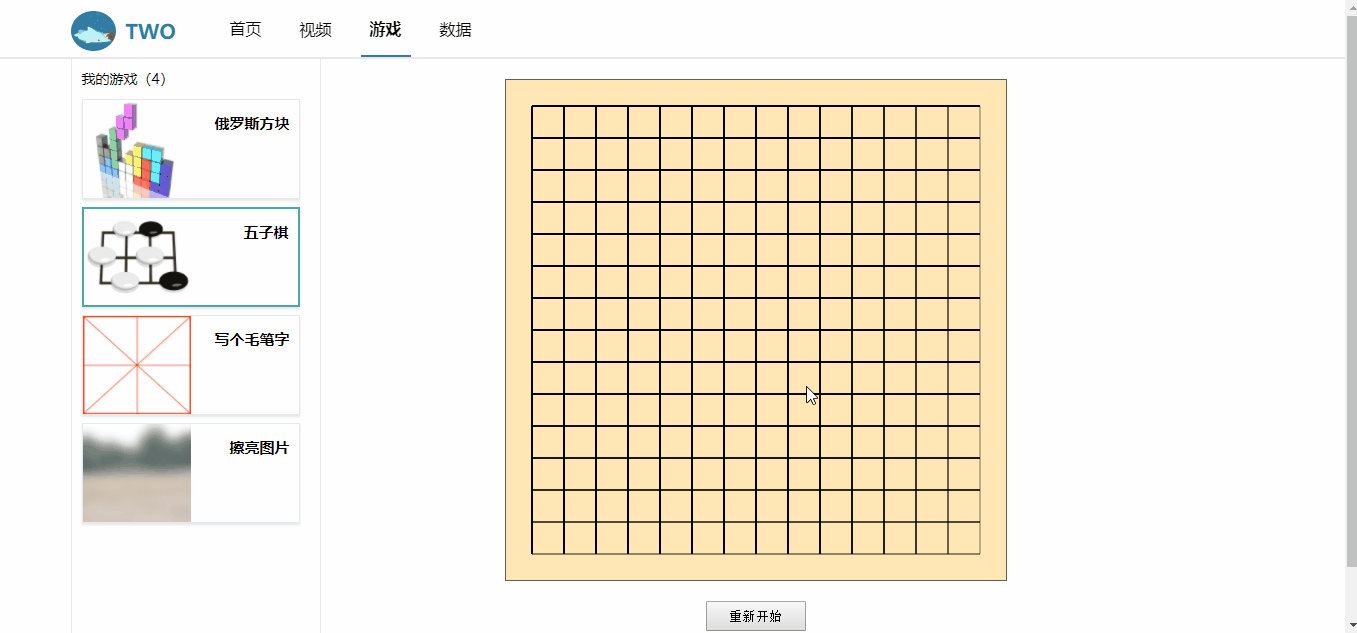 TWO 首页 视频 游戏 数据
我的游戏（4）
俄罗斯方块
五子棋
写个毛笔字
擦亮图片
重新开始